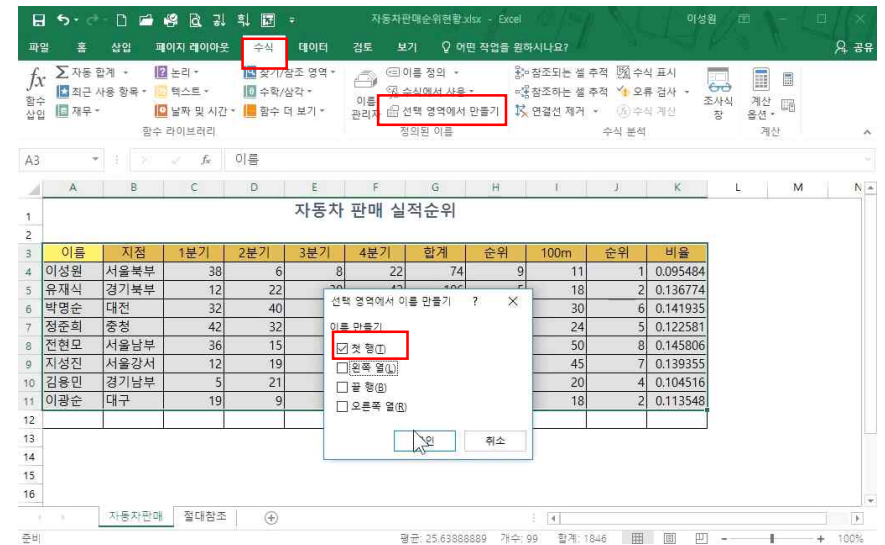 자동차판매순위현황.xlsx - Excel 이성원
파일 홈 삽입 페이지 레이아웃 수식 데이터 검토 보기 어떤 작업을 원하시나요? 공유
fx 함수 삽입
Σ 자동 합계
최근 사용 항목
재무
논리
텍스트
날짜 및 시간
찾기/참조 영역
수학/삼각
함수 더 보기
함수 라이브러리
이름 관리자
이름 정의
수식에서 사용
선택 영역에서 만들기
정의된 이름
참조되는 셀 추적
참조하는 셀 추적
연결선 제거
수식 표시
오류 검사
수식 계산
조사식 창
수식 분석
계산 옵션
계산
A3 fx 이름
A B C D E F G H I J K L M N
1 자동차 판매 실적순위
2
3 이름 지점 1분기 2분기 3분기 4분기 합계 순위 100m 순위 비율
4 이성원 서울북부 38 6 8 22 74 9 11 1 0.095484
5 유재식 경기북부 12 22 18 2 0.136774
6 박명순 대전 32 40 30 6 0.141935
7 정준희 충청 42 32 24 5 0.122581
8 전현모 서울남부 36 15 50 8 0.145806
9 지성진 서울강서 12 19 45 7 0.139355
10 김용민 경기남부 5 21 20 4 0.104516
11 이광순 대구 19 9 18 2 0.113548
12
13
14
15
16
선택 영역에서 이름 만들기 ? ×
이름 만들기
첫 행(T)
왼쪽 열(L)
끝 행(B)
오른쪽 열(R)
취소
자동차판매 절대참조
준비 평균: 25.63888889 개수: 99 합계: 1846 100%